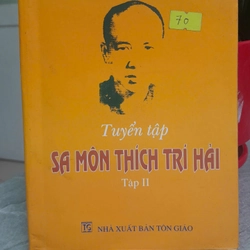 70
Tuyển tập
SA MÔN THÍCH TRÍ HẢI
Tập II
NHÀ XUẤT BẢN TÔN GIÁO